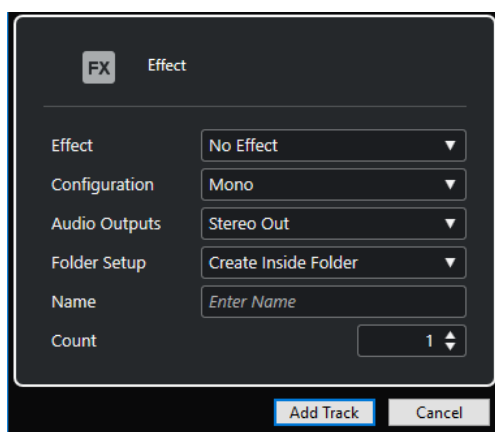 FX Effect
Effect No Effect
Configuration Mono
Audio Outputs Stereo Out
Folder Setup Create Inside Folder
Name Enter Name
Count 1
Add Track Cancel